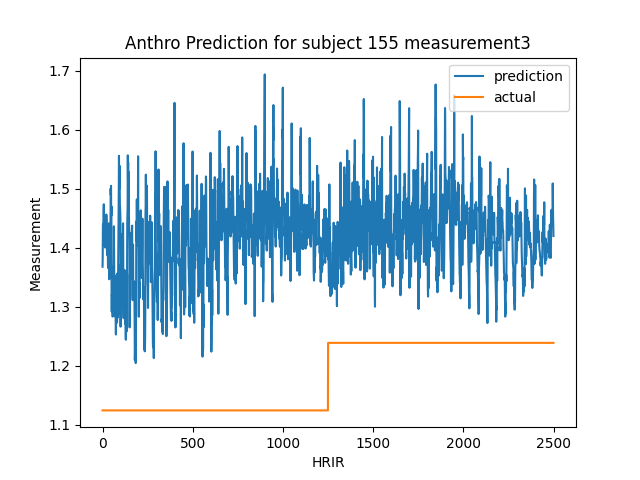 Anthro Prediction for subject 155 measurement3
prediction
actual
Measurement
1.7
1.6
1.5
1.4
1.3
1.2
1.1
0
500
1000
1500
2000
2500
HRIR